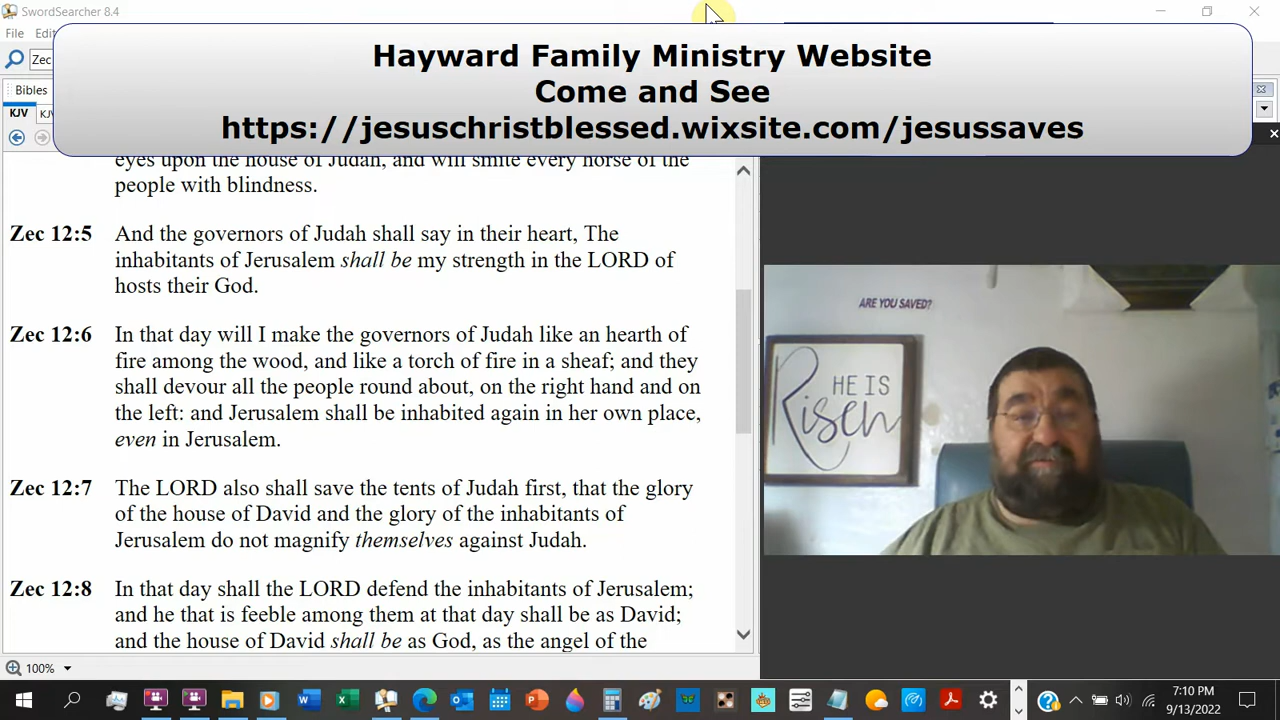 SwordSearcher 8.4
File Edi
Hayward Family Ministry Website
Come and See
https://jesuschristblessed.wixsite.com/jesussaves
Zec
Bibles
KJV KJ
eyes upon the house of Judah, and will smite every horse of the
people with blindness.
Zec 12:5 And the governors of Judah shall say in their heart, The
inhabitants of Jerusalem shall be my strength in the LORD of
hosts their God.
Zec 12:6 In that day will I make the governors of Judah like an hearth of
fire among the wood, and like a torch of fire in a sheaf; and they
shall devour all the people round about, on the right hand and on
the left: and Jerusalem shall be inhabited again in her own place,
even in Jerusalem.
Zec 12:7 The LORD also shall save the tents of Judah first, that the glory
of the house of David and the glory of the inhabitants of
Jerusalem do not magnify themselves against Judah.
Zec 12:8 In that day shall the LORD defend the inhabitants of Jerusalem;
and he that is feeble among them at that day shall be as David;
and the house of David shall be as God, as the angel of the
ARE YOU SAVED?
HE IS
Risen
100%
7:10 PM
9/13/2022